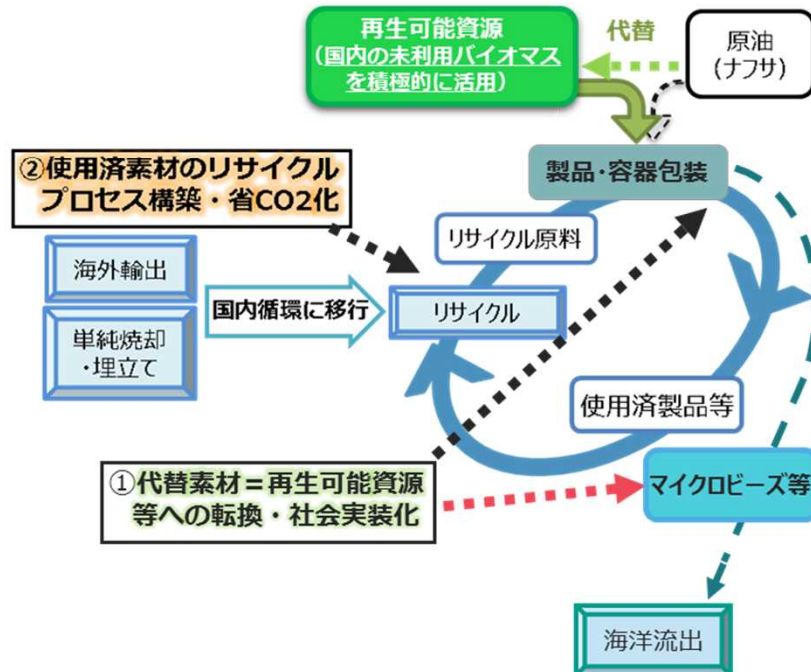 再生可能資源
（国内の未利用バイオマス
を積極的に活用）
代替
原油
(ナフサ)
②使用済素材のリサイクル
プロセス構築・省CO2化
製品・容器包装
リサイクル原料
海外輸出
国内循環に移行
リサイクル
単純焼却
・埋立て
使用済製品等
①代替素材＝再生可能資源
等への転換・社会実装化
マイクロビーズ等
海洋流出